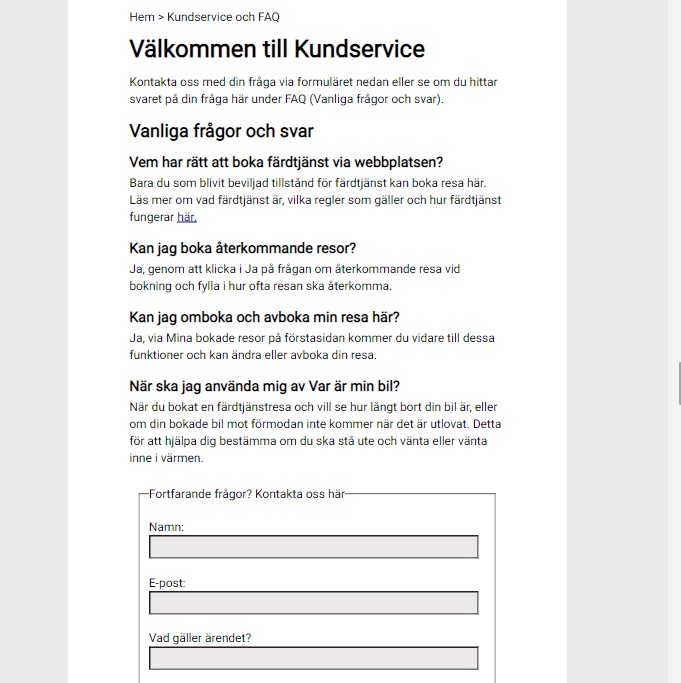 Hem > Kundservice och FAQ
Välkommen till Kundservice
Kontakta oss med din fråga via formuläret nedan eller se om du hittar
svaret på din fråga här under FAQ (Vanliga frågor och svar).
Vanliga frågor och svar
Vem har rätt att boka färdtjänst via webbplatsen?
Bara du som blivit beviljad tillstånd för färdtjänst kan boka resa här.
Läs mer om vad färdtjänst är, vilka regler som gäller och hur färdtjänst
fungerar här.
Kan jag boka återkommande resor?
Ja, genom att klicka i Ja på frågan om återkommande resa vid
bokning och fylla i hur ofta resan ska återkomma.
Kan jag omboka och avboka min resa här?
Ja, via Mina bokade resor på förstasidan kommer du vidare till dessa
funktioner och kan ändra eller avboka din resa.
När ska jag använda mig av Var är min bil?
När du bokat en färdtjänstresa och vill se hur långt bort din bil är, eller
om din bokade bil mot förmodan inte kommer när det är utlovat. Detta
för att hjälpa dig bestämma om du ska stå ute och vänta eller vänta
inne i värmen.
Fortfarande frågor? Kontakta oss här
Namn:
E-post:
Vad gäller ärendet?